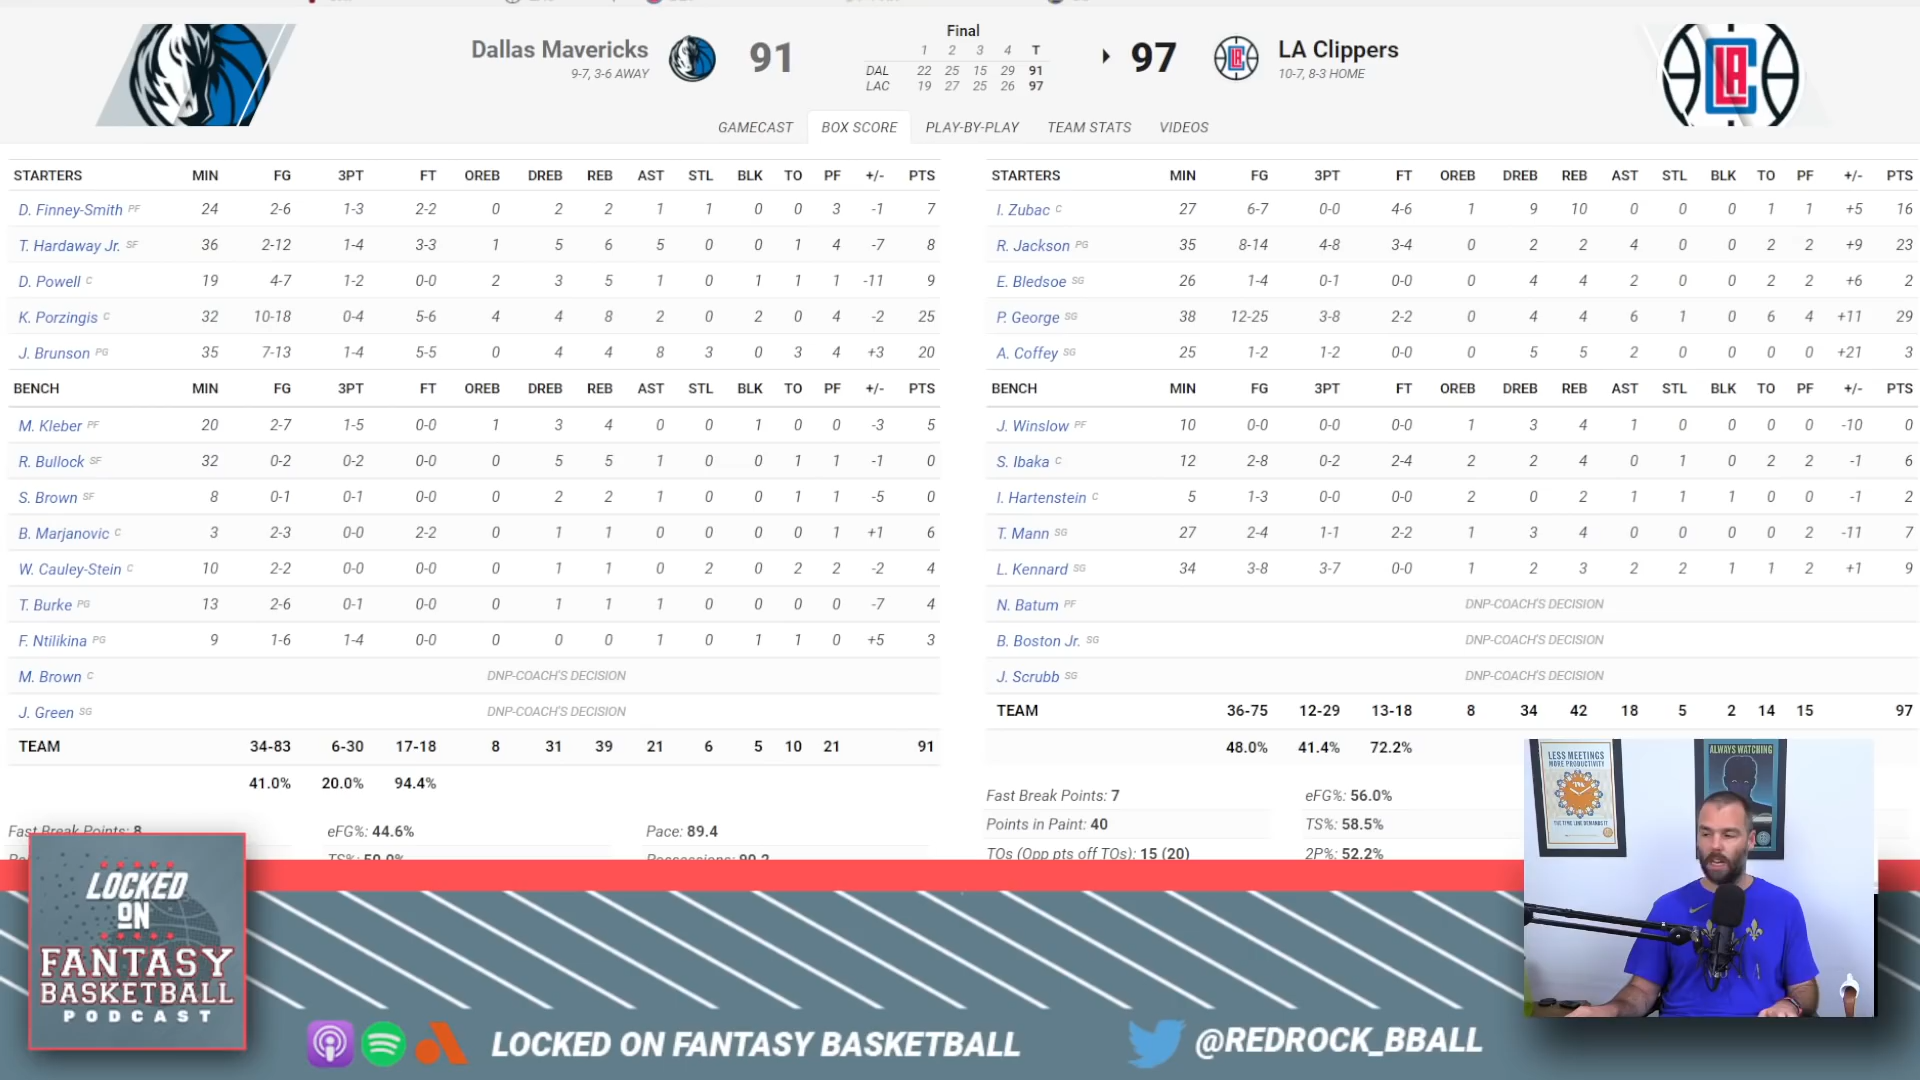 Final
Dallas Mavericks 91 1 2 3 4 T 97 LA Clippers
9-7, 3-6 AWAY DAL 22 25 15 29 91 10-7, 8-3 HOME
LAC 19 27 25 26 97
GAMECAST BOX SCORE PLAY-BY-PLAY TEAM STATS VIDEOS
STARTERS MIN FG 3PT FT OREB DREB REB AST STL BLK TO PF +/- PTS
D. Finney-Smith PF 24 2-6 1-3 2-2 0 2 2 1 1 0 0 3 -1 7
T. Hardaway Jr. SF 36 2-12 1-4 3-3 1 5 6 5 0 0 1 4 -7 8
D. Powell C 19 4-7 1-2 0-0 2 3 5 1 0 1 1 1 -11 9
K. Porzingis C 32 10-18 0-4 5-6 4 4 8 2 0 2 0 4 -2 25
J. Brunson PG 35 7-13 1-4 5-5 0 4 4 8 3 0 3 4 +3 20
BENCH MIN FG 3PT FT OREB DREB REB AST STL BLK TO PF +/- PTS
M. Kleber PF 20 2-7 1-5 0-0 1 3 4 0 0 1 0 0 -3 5
R. Bullock SF 32 0-2 0-2 0-0 0 5 5 1 0 0 1 1 -1 0
S. Brown SF 8 0-1 0-1 0-0 0 2 2 1 0 0 1 1 -5 0
B. Marjanovic C 3 2-3 0-0 2-2 0 1 1 0 0 0 0 1 +1 6
W. Cauley-Stein C 10 2-2 0-0 0-0 0 1 1 0 2 0 2 2 -2 4
T. Burke PG 13 2-6 0-1 0-0 0 1 1 1 0 0 0 0 -7 4
F. Ntilikina PG 9 1-6 1-4 0-0 0 0 0 1 0 1 1 0 +5 3
M. Brown C DNP-COACH'S DECISION
J. Green SG DNP-COACH'S DECISION
TEAM 34-83 6-30 17-18 8 31 39 21 6 5 10 21 91
41.0% 20.0% 94.4%
Fast Break Points: 8 eFG%: 44.6% Pace: 89.4
STARTERS MIN FG 3PT FT OREB DREB REB AST STL BLK TO PF +/- PTS
I. Zubac C 27 6-7 0-0 4-6 1 9 10 0 0 0 1 1 +5 16
R. Jackson PG 35 8-14 4-8 3-4 0 2 2 4 0 0 2 2 +9 23
E. Bledsoe SG 26 1-4 0-1 0-0 0 4 4 2 0 0 2 2 +6 2
P. George SG 38 12-25 3-8 2-2 0 4 4 6 1 0 6 4 +11 29
A. Coffey SG 25 1-2 1-2 0-0 0 5 5 2 0 0 0 0 +21 3
BENCH MIN FG 3PT FT OREB DREB REB AST STL BLK TO PF +/- PTS
J. Winslow PF 10 0-0 0-0 0-0 1 3 4 1 0 0 0 0 -10 0
S. Ibaka C 12 2-8 0-2 2-4 2 2 4 0 1 0 2 2 -1 6
I. Hartenstein C 5 1-3 0-0 0-0 2 0 2 1 1 1 0 0 -1 2
T. Mann SG 27 2-4 1-1 2-2 1 3 4 0 0 0 0 2 -11 7
L. Kennard SG 34 3-8 3-7 0-0 1 2 3 2 2 1 1 2 +1 9
N. Batum PF DNP-COACH'S DECISION
B. Boston Jr. SG DNP-COACH'S DECISION
J. Scrubb SG DNP-COACH'S DECISION
TEAM 36-75 12-29 13-18 8 34 42 18 5 2 14 15 97
48.0% 41.4% 72.2%
Fast Break Points: 7 eFG%: 56.0%
Points in Paint: 40 TS%: 58.5%
TOs (Opp pts off TOs): 15 (20) 2P%: 52.2%
LESS MEETINGS
MORE PRODUCTIVITY
ALWAYS WATCHING
LOCKED
ON
FANTASY
BASKETBALL
PODCAST
LOCKED ON FANTASY BASKETBALL @REDROCK_BBALL